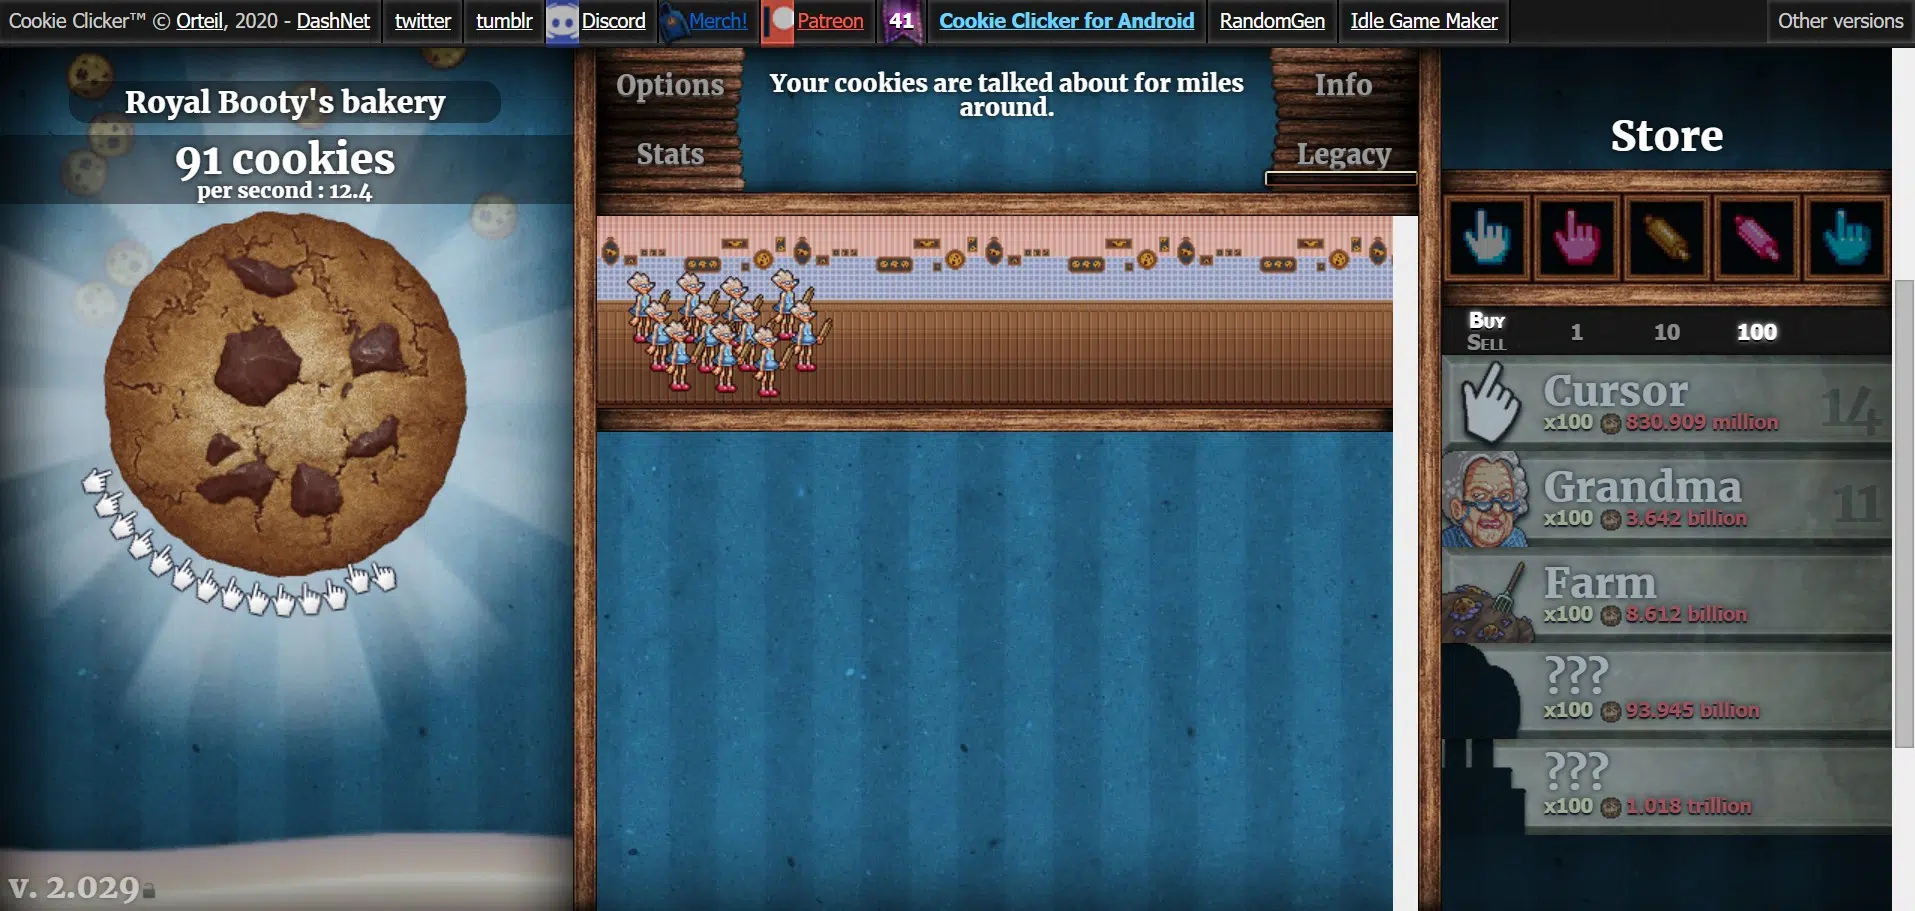 Cookie Clicker™ © Orteil, 2020 - DashNet
twitter
tumblr
Discord
Merch!
Patreon
41
Cookie Clicker for Android
RandomGen
Idle Game Maker
Other versions
Royal Booty's bakery
91 cookies
per second : 12.4
Options
Stats
Your cookies are talked about for miles
around.
Info
Legacy
Store
Buy
Sell
1
10
100
Cursor
x100 830.909 million
14
Grandma
x100 3.642 billion
11
Farm
x100 8.612 billion
???
x100 93.945 billion
???
x100 1.018 trillion
v. 2.029